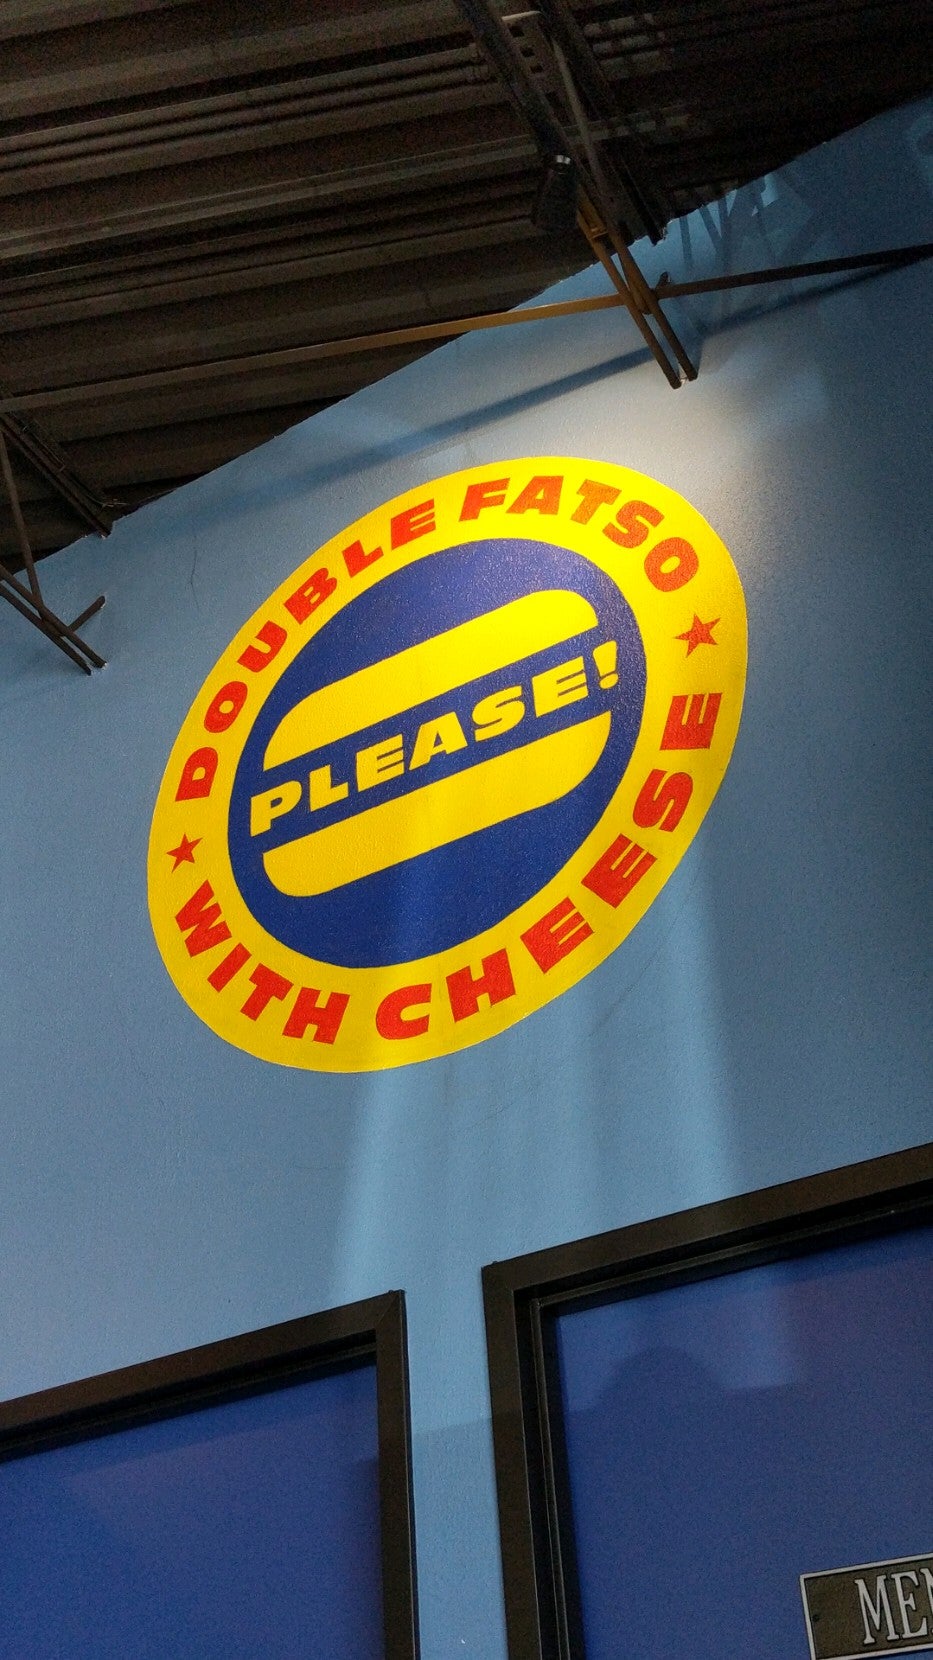 DOUBLE FATSO
PLEASE!
WITH CHEESE